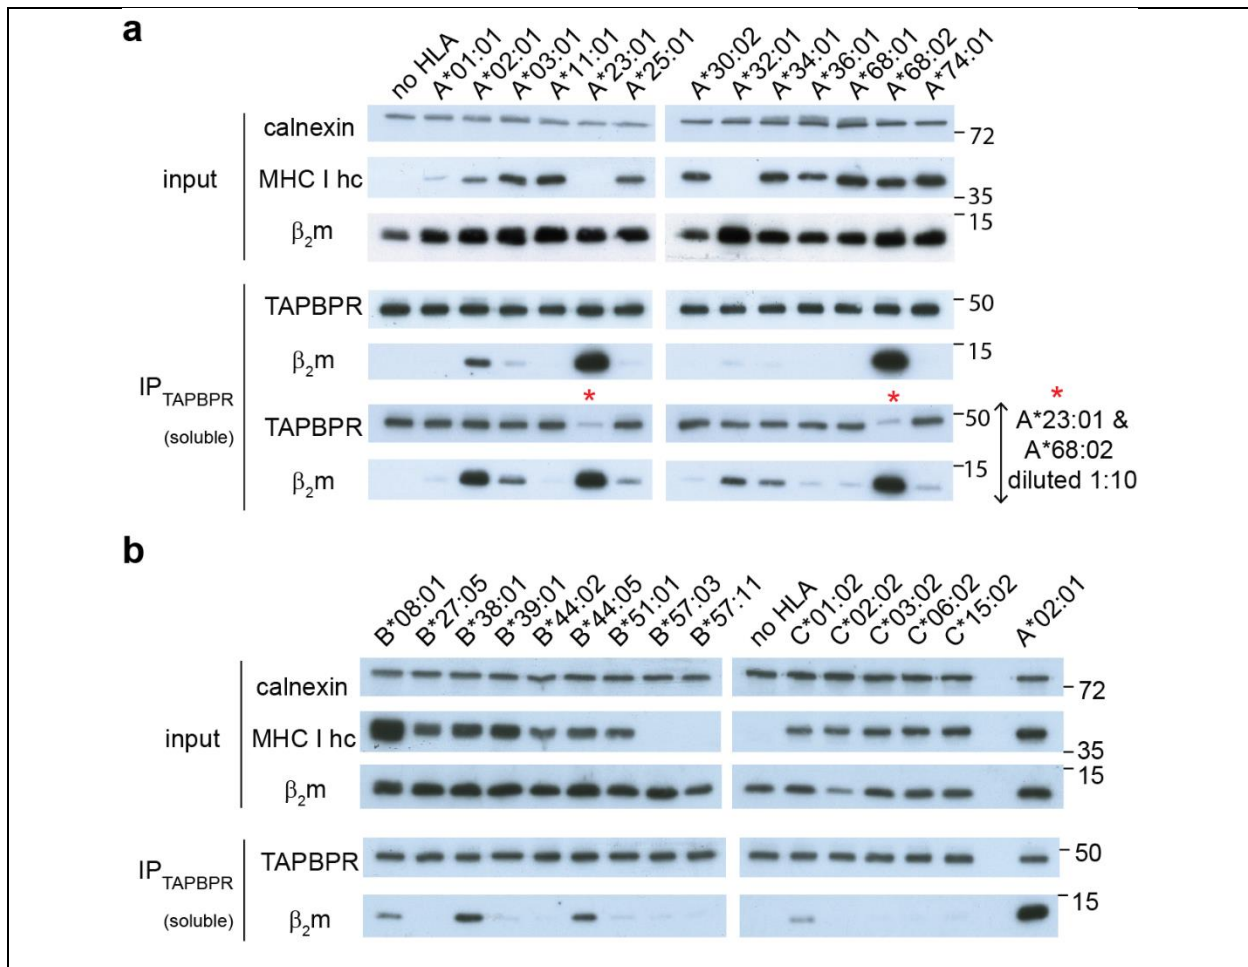 a
no HLA A*01:01 A*02:01 A*03:01 A*11:01 A*23:01 A*25:01 A*30:02 A*32:01 A*34:01 A*36:01 A*68:01 A*68:02 A*74:01
calnexin
72
input
MHC I hc
35
β2m
15
TAPBPR
50
β2m
15
IPTAPBPR
(soluble)
* * *
TAPBPR
50
A*23:01 &
A*68:02
diluted 1:10
β2m
15
b
B*08:01 B*27:05 B*38:01 B*39:01 B*44:02 B*44:05 B*51:01 B*57:03 B*57:11 no HLA C*01:02 C*02:02 C*03:02 C*06:02 C*15:02 A*02:01
calnexin
72
input
MHC I hc
35
β2m
15
TAPBPR
50
IPTAPBPR
(soluble)
β2m
15